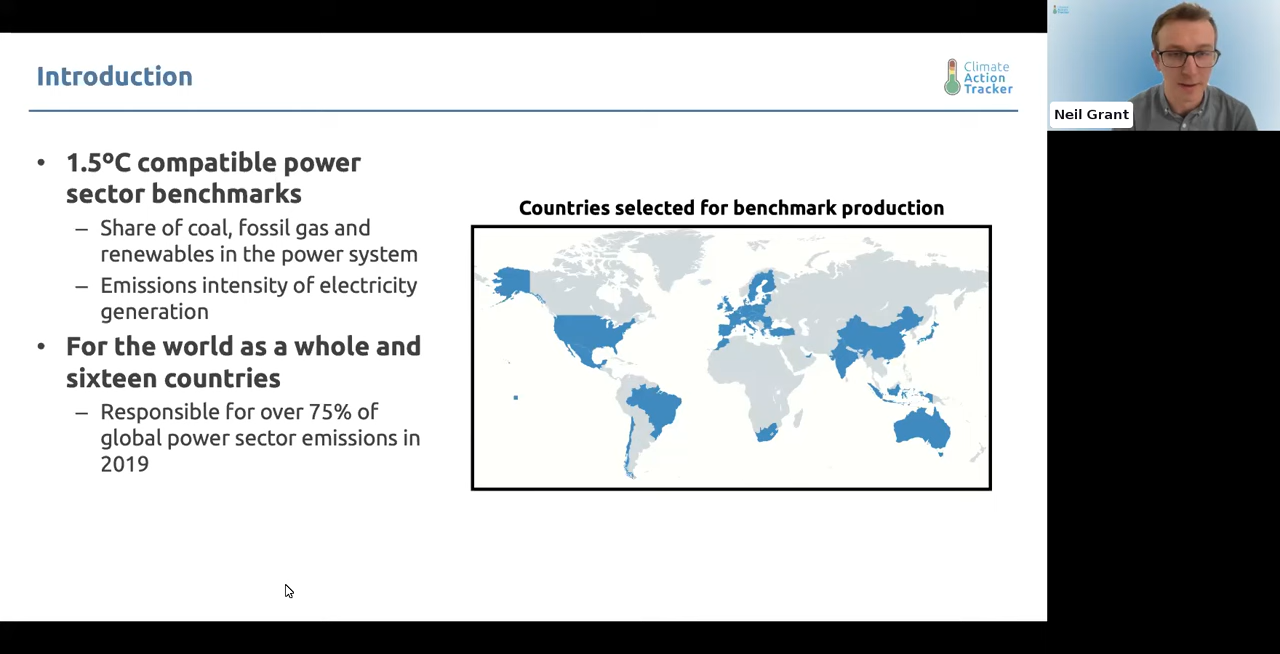 Introduction
Climate
Action
Tracker
• 1.5ºC compatible power
sector benchmarks
– Share of coal, fossil gas and
renewables in the power system
– Emissions intensity of electricity
generation
• For the world as a whole and
sixteen countries
– Responsible for over 75% of
global power sector emissions in
2019
Countries selected for benchmark production
Neil Grant